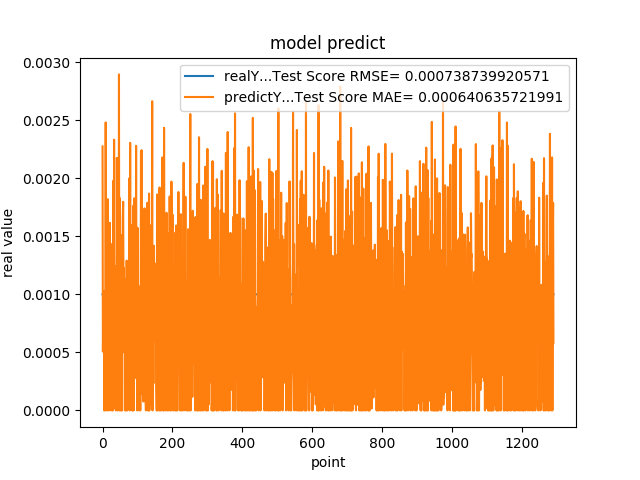 model predict
realY...Test Score RMSE= 0.000738739920571
predictY...Test Score MAE= 0.000640635721991
0.0030
0.0025
0.0020
0.0015
0.0010
0.0005
0.0000
real value
0 200 400 600 800 1000 1200
point